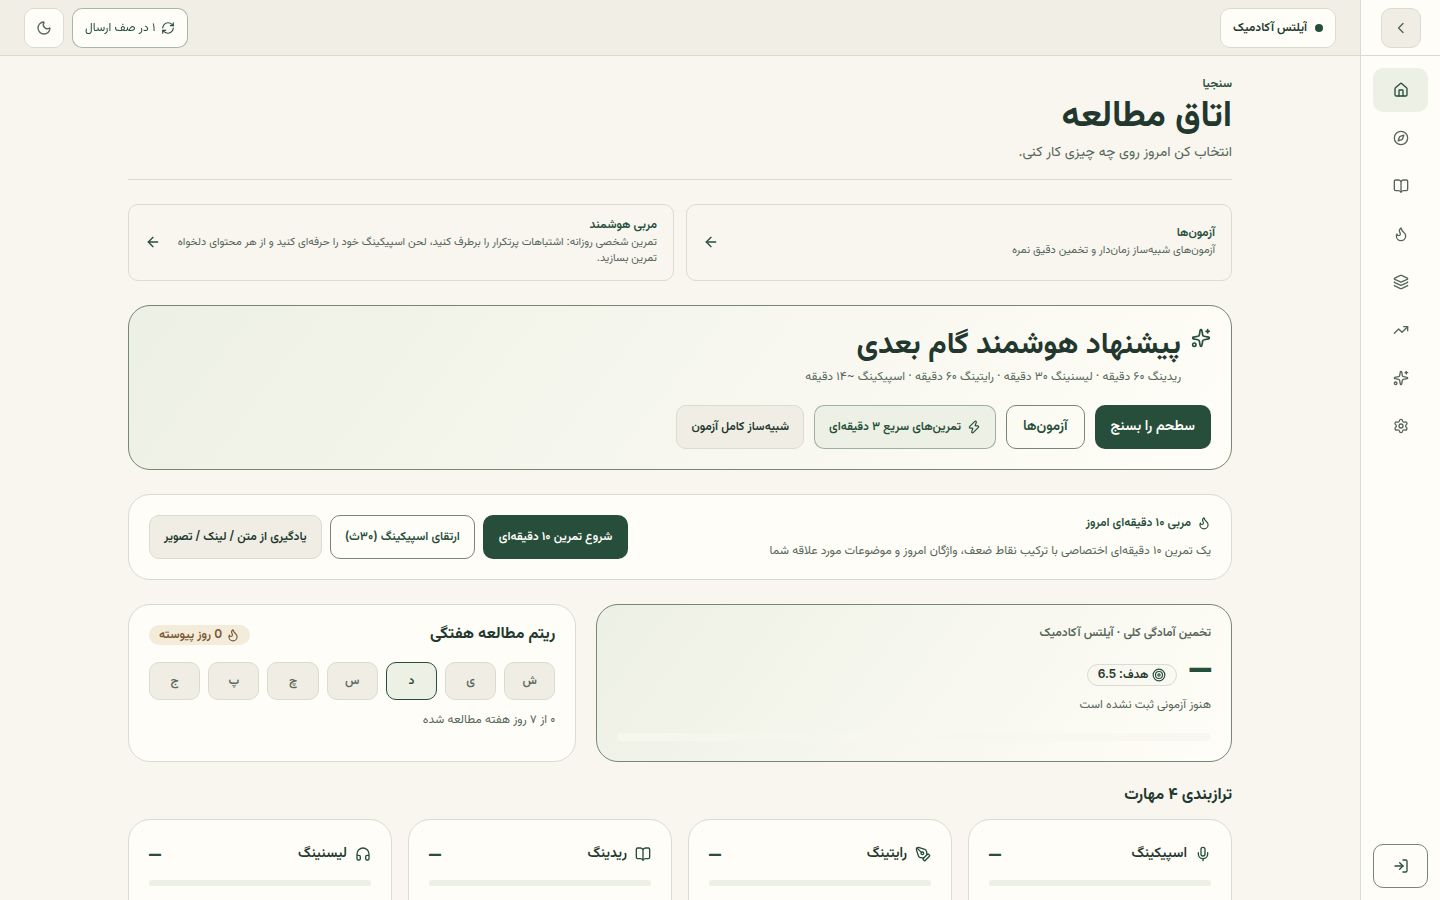 آیلتس آکادمیک
۱ در صف ارسال
سنجیا
اتاق مطالعه
انتخاب کن امروز روی چه چیزی کار کنی.
آزمون‌ها
آزمون‌های شبیه‌ساز زمان‌دار و تخمین دقیق نمره
مربی هوشمند
تمرین شخصی روزانه: اشتباهات پرتکرار را برطرف کنید، لحن اسپیکینگ خود را حرفه‌ای کنید و از هر محتوای دلخواه
تمرین بسازید.
پیشنهاد هوشمند گام بعدی
ریدینگ ۶۰ دقیقه · لیسنینگ ۳۰ دقیقه · رایتینگ ۶۰ دقیقه · اسپیکینگ ~۱۴ دقیقه
سطحم را بسنج
آزمون‌ها
تمرین‌های سریع ۳ دقیقه‌ای
شبیه‌ساز کامل آزمون
مربی ۱۰ دقیقه‌ای امروز
یک تمرین ۱۰ دقیقه‌ای اختصاصی با ترکیب نقاط ضعف، واژگان امروز و موضوعات مورد علاقه شما
شروع تمرین ۱۰ دقیقه‌ای
ارتقای اسپیکینگ (۳۰ث)
یادگیری از متن / لینک / تصویر
تخمین آمادگی کلی · آیلتس آکادمیک
—
هدف: 6.5
هنوز آزمونی ثبت نشده است
ریتم مطالعه هفتگی
0 روز پیوسته
ش
ی
د
س
چ
پ
ج
۰ از ۷ روز هفته مطالعه شده
ترازبندی ۴ مهارت
اسپیکینگ —
رایتینگ —
ریدینگ —
لیسنینگ —